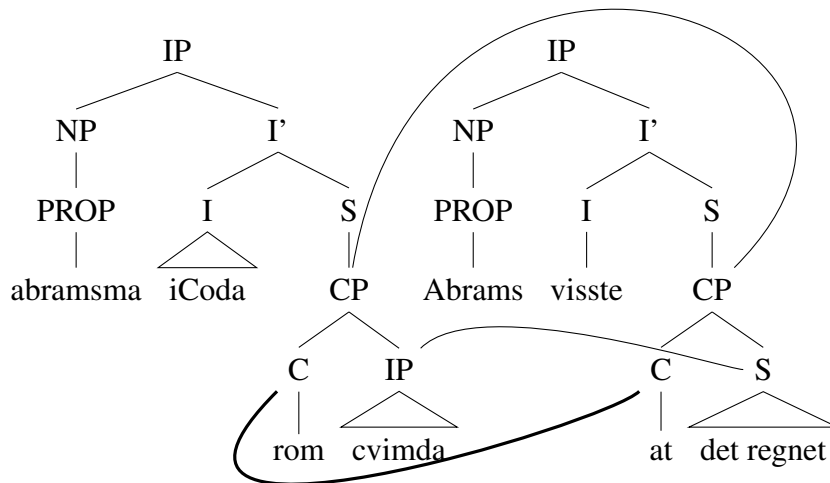 IP IP
NP I’ NP I’
PROP I S PROP I S
abramsma iCoda CP Abrams visste CP
C IP C S
rom cvimda at det regnet